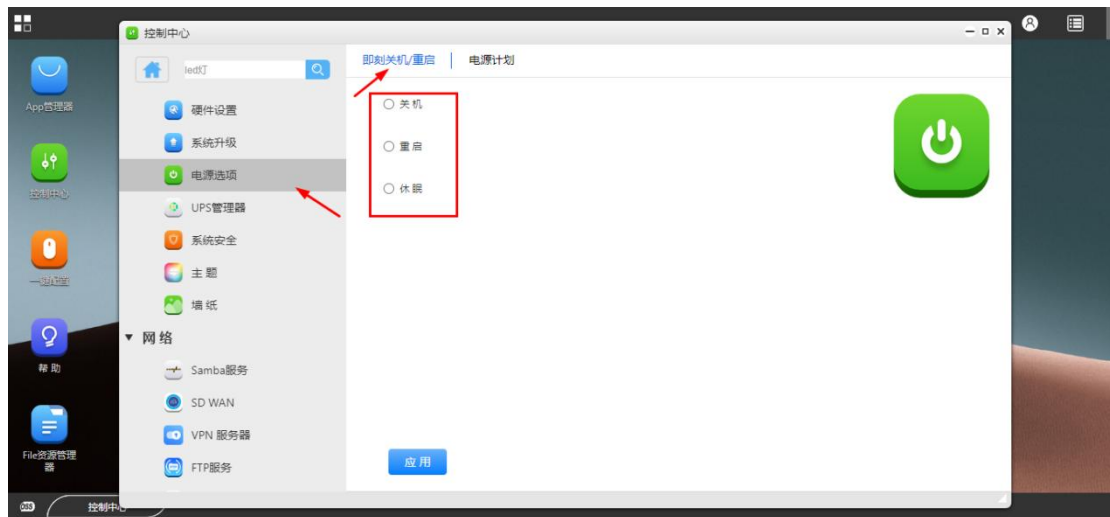 控制中心
led灯
即刻关机/重启
电源计划
App管理器
硬件设置
关机
系统升级
重启
电源选项
控制中心
休眠
UPS管理器
系统安全
一键配置
主题
墙纸
网络
帮助
Samba服务
SD WAN
VPN 服务器
File资源管理
器
FTP服务
应用
控制中心